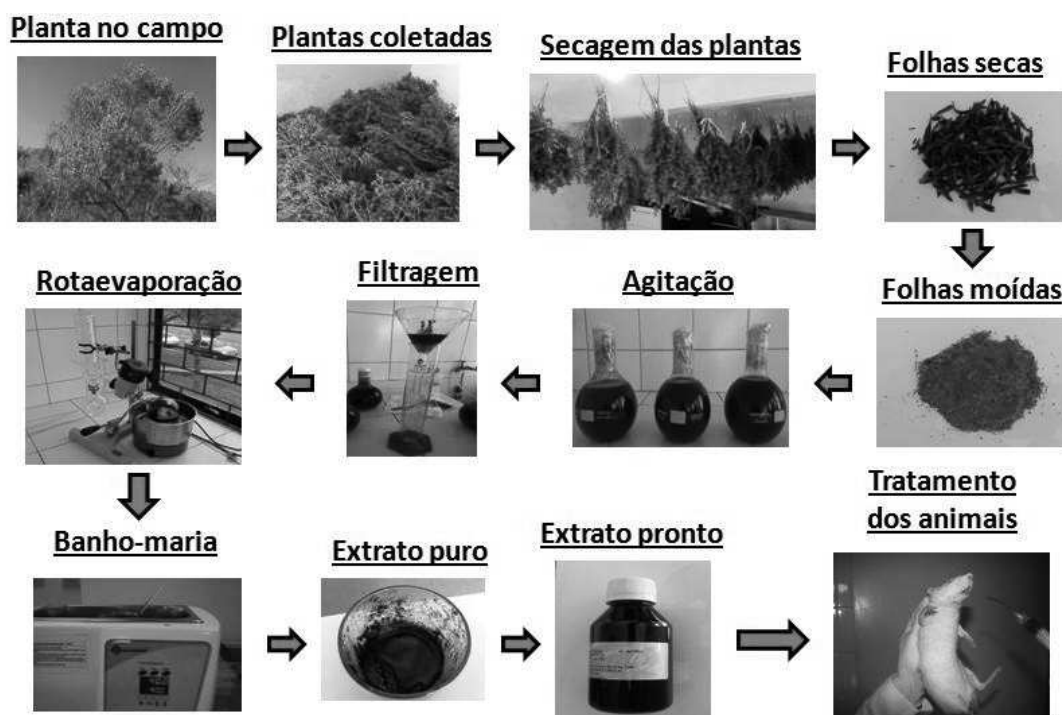 Planta no campo
Plantas coletadas
Secagem das plantas
Folhas secas
Folhas moídas
Agitação
Filtragem
Rotaevaporação
Banho-maria
Extrato puro
Extrato pronto
Tratamento
dos animais